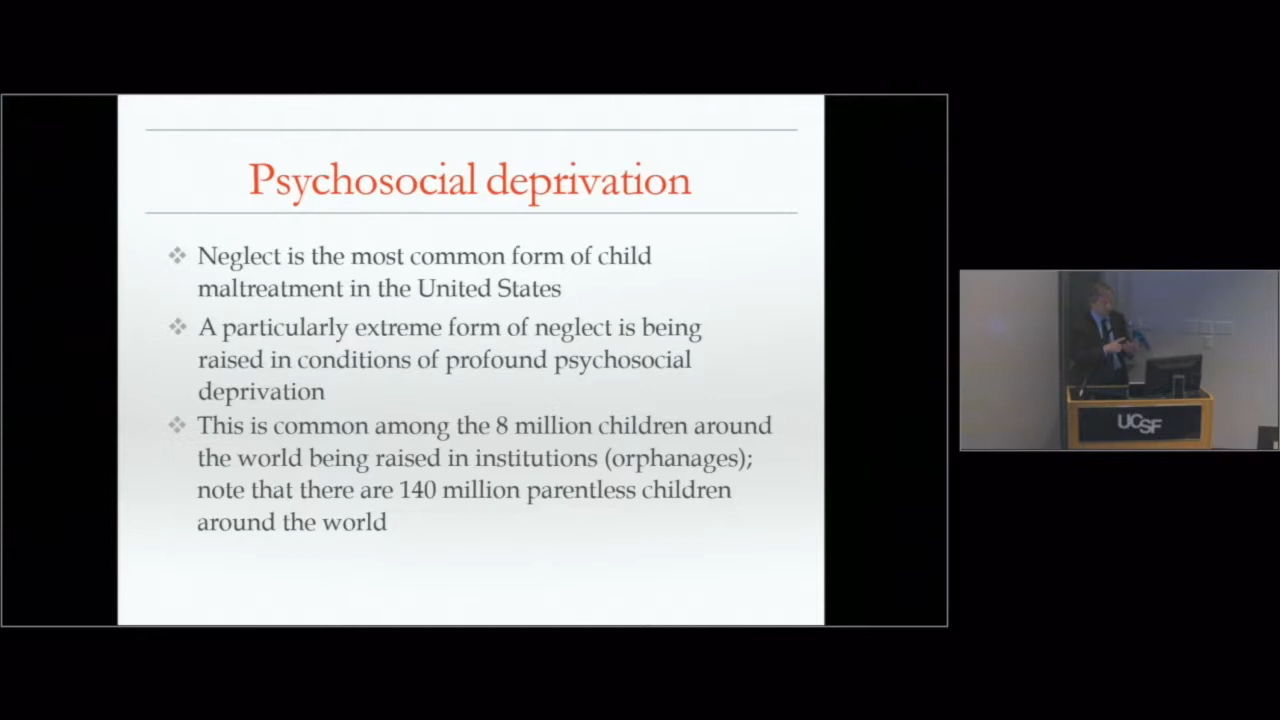 Psychosocial deprivation
Neglect is the most common form of child
maltreatment in the United States
A particularly extreme form of neglect is being
raised in conditions of profound psychosocial
deprivation
This is common among the 8 million children around
the world being raised in institutions (orphanages);
note that there are 140 million parentless children
around the world
UCSF